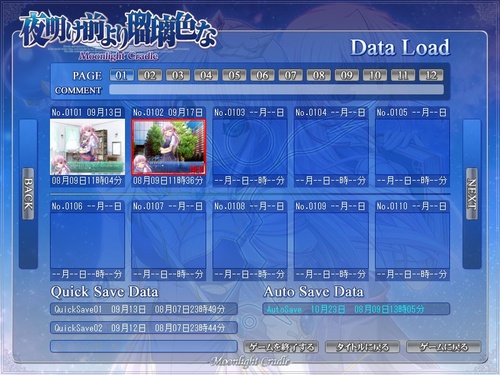 夜明け前より瑠璃色な
Moonlight Cradle
Data Load
PAGE 01 02 03 04 05 06 07 08 09 10 11 12
COMMENT
No.0101 09月13日 No.0102 09月17日 No.0103 --月--日 No.0104 --月--日 No.0105 --月--日
08月09日11時04分 08月09日11時36分 --月--日--時--分 --月--日--時--分 --月--日--時--分
BACK
NEXT
No.0106 --月--日 No.0107 --月--日 No.0108 --月--日 No.0109 --月--日 No.0110 --月--日
--月--日--時--分 --月--日--時--分 --月--日--時--分 --月--日--時--分 --月--日--時--分
Quick Save Data Auto Save Data
QuickSave01 09月13日 08月07日23時49分 AutoSave 10月23日 08月09日13時05分
QuickSave02 09月12日 08月07日23時44分
ゲームを終了する タイトルに戻る ゲームに戻る
Moonlight Cradle